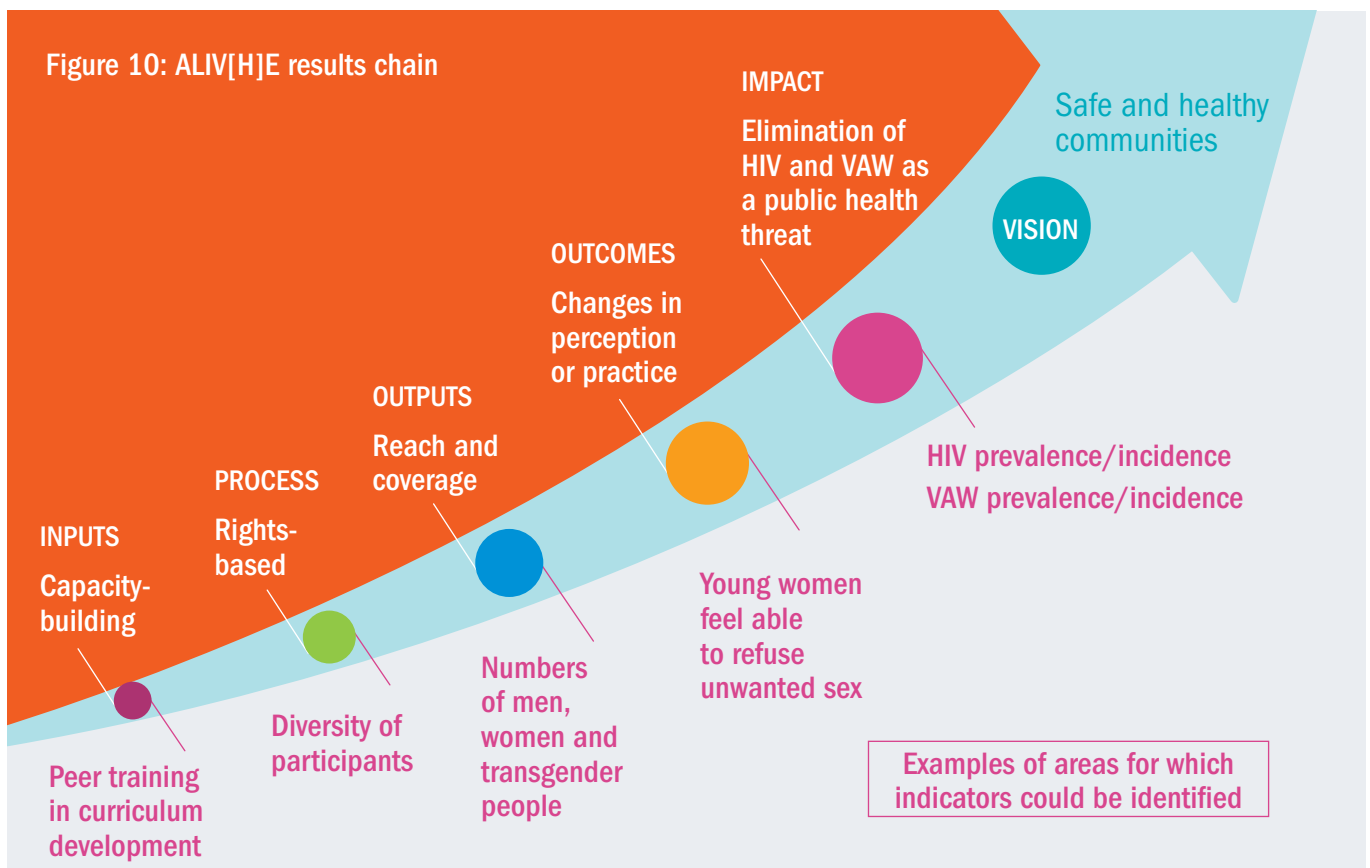 Figure 10: ALIV[H]E results chain
INPUTS
Capacity-
building
Peer training
in curriculum
development
PROCESS
Rights-
based
Diversity of
participants
OUTPUTS
Reach and
coverage
Numbers
of men,
women and
transgender
people
OUTCOMES
Changes in
perception
or practice
Young women
feel able
to refuse
unwanted sex
IMPACT
Elimination of
HIV and VAW as
a public health
threat
HIV prevalence/incidence
VAW prevalence/incidence
Safe and healthy
communities
VISION
Examples of areas for which
indicators could be identified